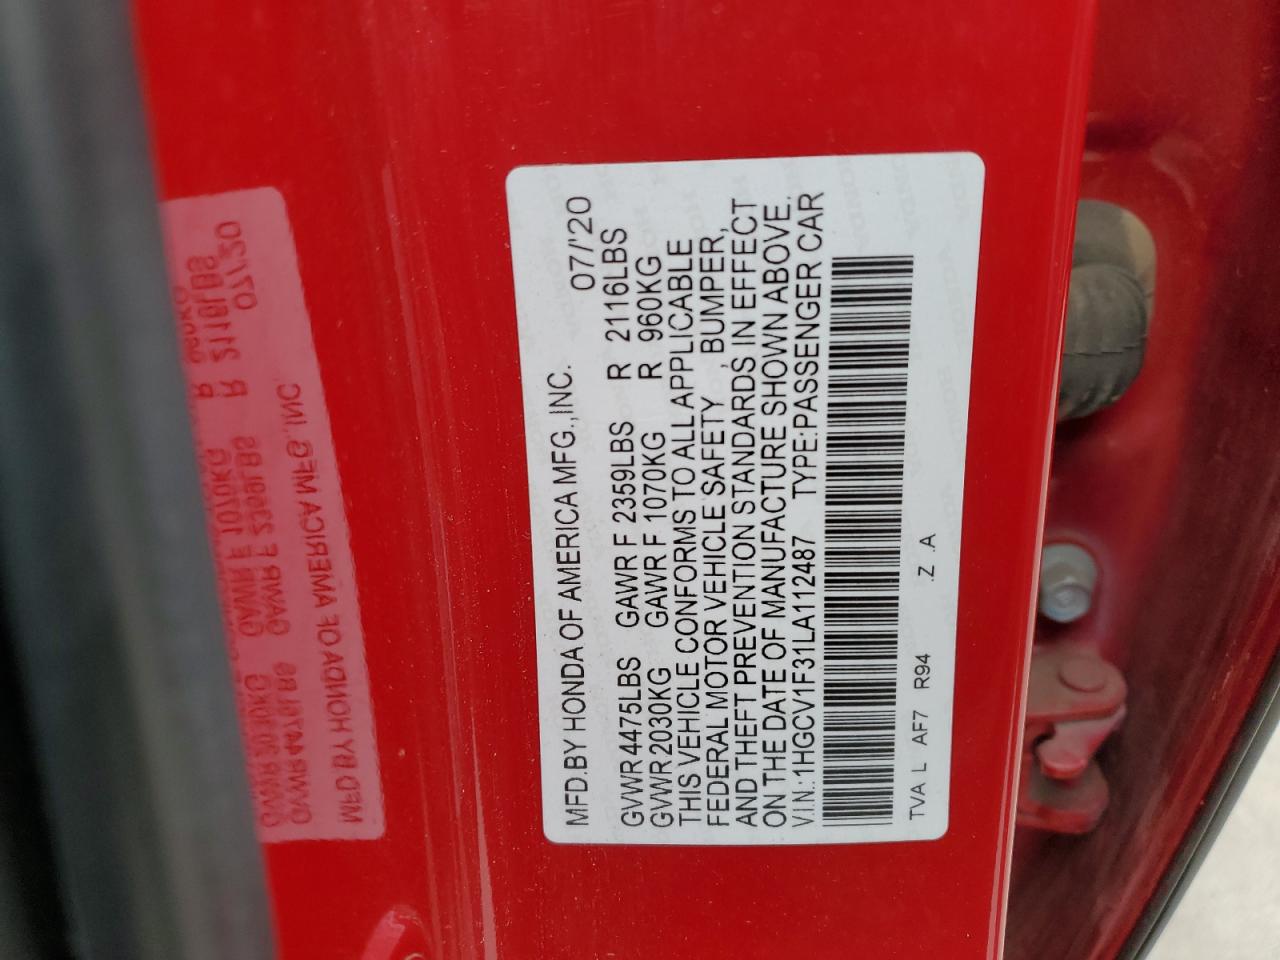 MFD.BY HONDA OF AMERICA MFG.,INC. 07/'20
GVWR 4475LBS GAWR F 2359LBS R 2116LBS
GVWR 2030KG GAWR F 1070KG R 960KG
THIS VEHICLE CONFORMS TO ALL APPLICABLE
FEDERAL MOTOR VEHICLE SAFETY, BUMPER,
AND THEFT PREVENTION STANDARDS IN EFFECT
ON THE DATE OF MANUFACTURE SHOWN ABOVE.
V.I.N.:1HGCV1F31LA112487 TYPE:PASSENGER CAR
TVA L AF7 R94 .Z .A